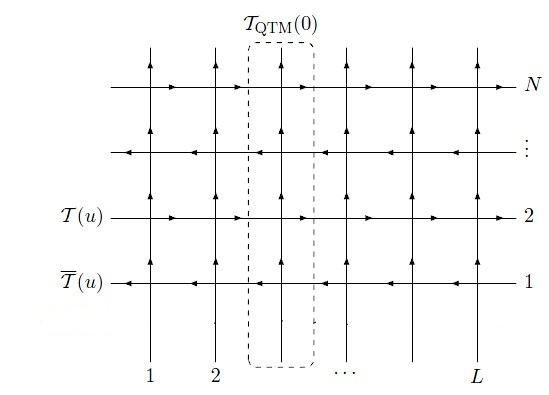 𝒯_QTM(0)
N
⋮
𝒯(u) 2
𝒯̅(u) 1
1 2 ⋯ L